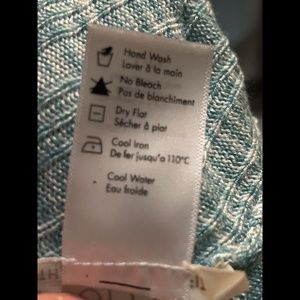 Hand Wash
Laver à la main
No Bleach
Pas de blanchiment
Dry Flat
Sécher à plat
Cool Iron
De fer jusqu'a 110°C
Cool Water
Eau froide